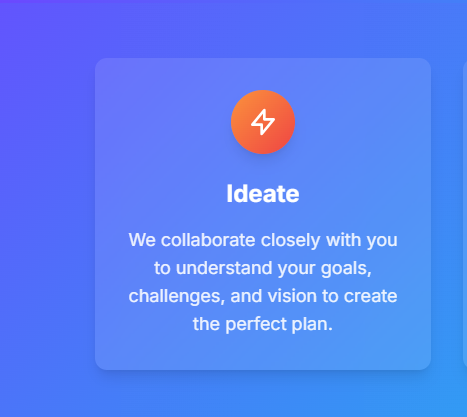 Ideate
We collaborate closely with you
to understand your goals,
challenges, and vision to create
the perfect plan.